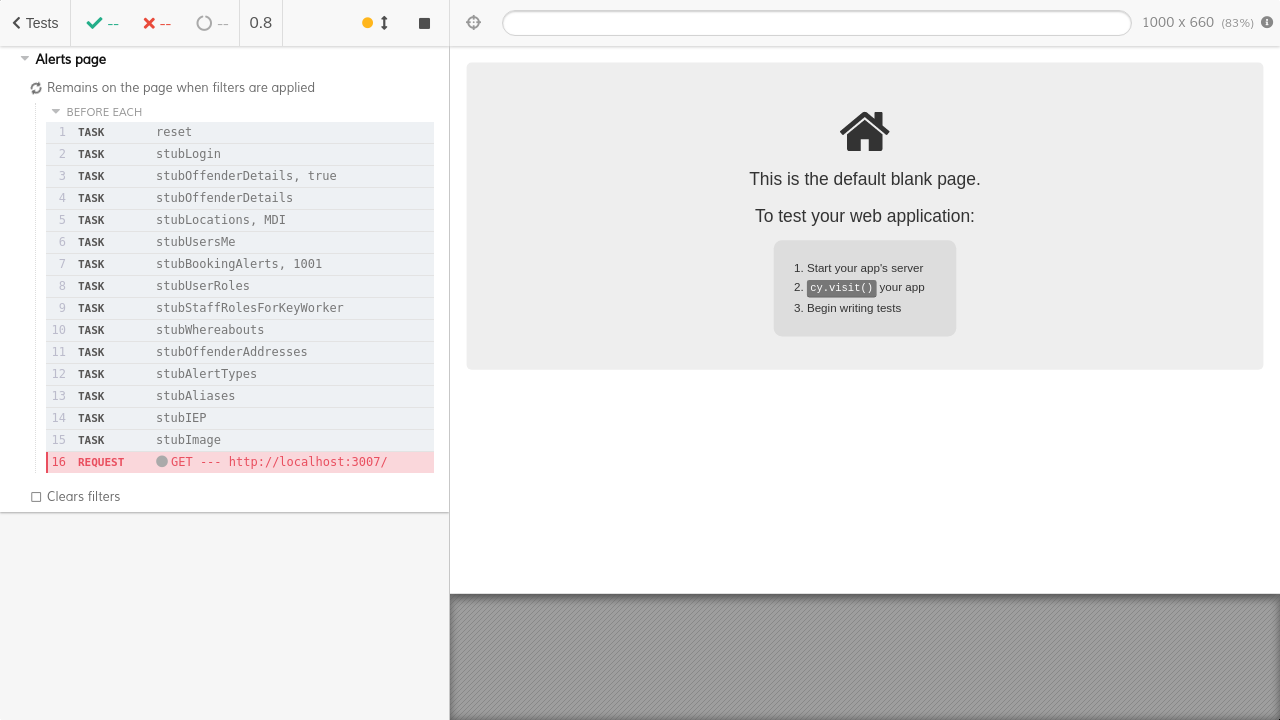 Tests -- -- -- 0.8
1000 x 660 (83%)
Alerts page
Remains on the page when filters are applied
BEFORE EACH
1 TASK reset
2 TASK stubLogin
3 TASK stubOffenderDetails, true
4 TASK stubOffenderDetails
5 TASK stubLocations, MDI
6 TASK stubUsersMe
7 TASK stubBookingAlerts, 1001
8 TASK stubUserRoles
9 TASK stubStaffRolesForKeyWorker
10 TASK stubWhereabouts
11 TASK stubOffenderAddresses
12 TASK stubAlertTypes
13 TASK stubAliases
14 TASK stubIEP
15 TASK stubImage
16 REQUEST GET --- http://localhost:3007/
Clears filters
This is the default blank page.
To test your web application:
1. Start your app's server
2. cy.visit() your app
3. Begin writing tests